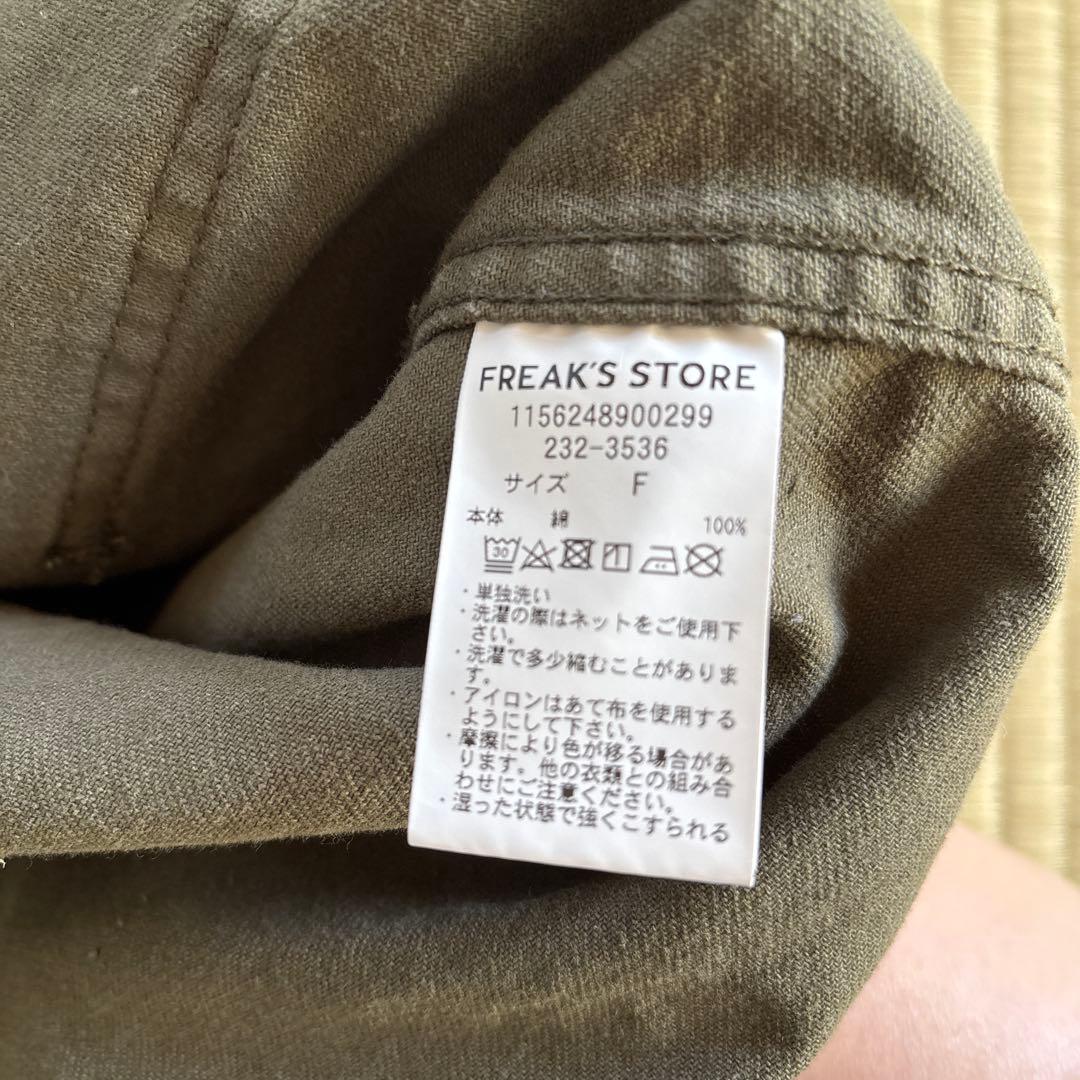 FREAK'S STORE
1156248900299
232-3536
サイズ F
本体 綿 100%
30
・単独洗い
・洗濯の際はネットをご使用下
さい。
・洗濯で多少縮むことがありま
す。
・アイロンはあて布を使用する
ようにして下さい。
・摩擦により色が移る場合があ
ります。他の衣類との組み合
わせにご注意ください。
・湿った状態で強くこすられる